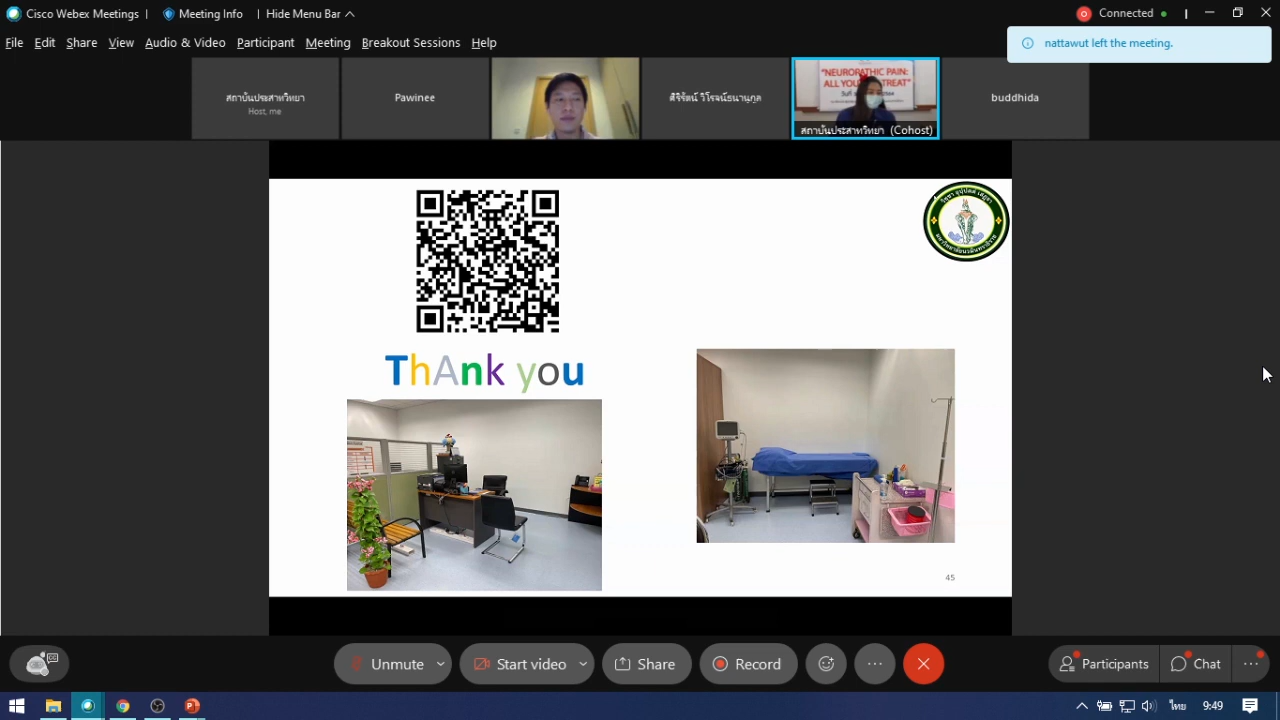 Cisco Webex Meetings
Meeting Info
Hide Menu Bar
Connected
File Edit Share View Audio & Video Participant Meeting Breakout Sessions Help
nattawut left the meeting.
สถาบันประสาทวิทยา
Host, me
Pawinee
สิริรัตน์ วิโรจน์ธนานุกูล
"NEUROPATHIC PAIN:
สถาบันประสาทวิทยา (Cohost)
buddhida
ThAnk you
45
Unmute
Start video
Share
Record
Participants
Chat
ไทย
9:49